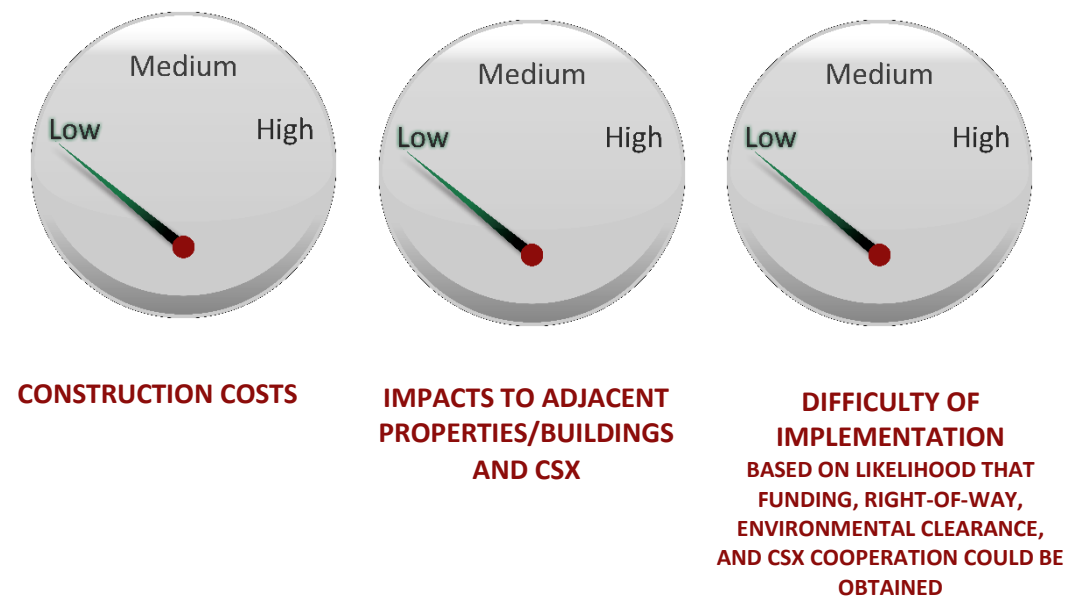 Medium
Low
High
CONSTRUCTION COSTS
Medium
Low
High
IMPACTS TO ADJACENT
PROPERTIES/BUILDINGS
AND CSX
Medium
Low
High
DIFFICULTY OF
IMPLEMENTATION
BASED ON LIKELIHOOD THAT
FUNDING, RIGHT-OF-WAY,
ENVIRONMENTAL CLEARANCE,
AND CSX COOPERATION COULD BE
OBTAINED